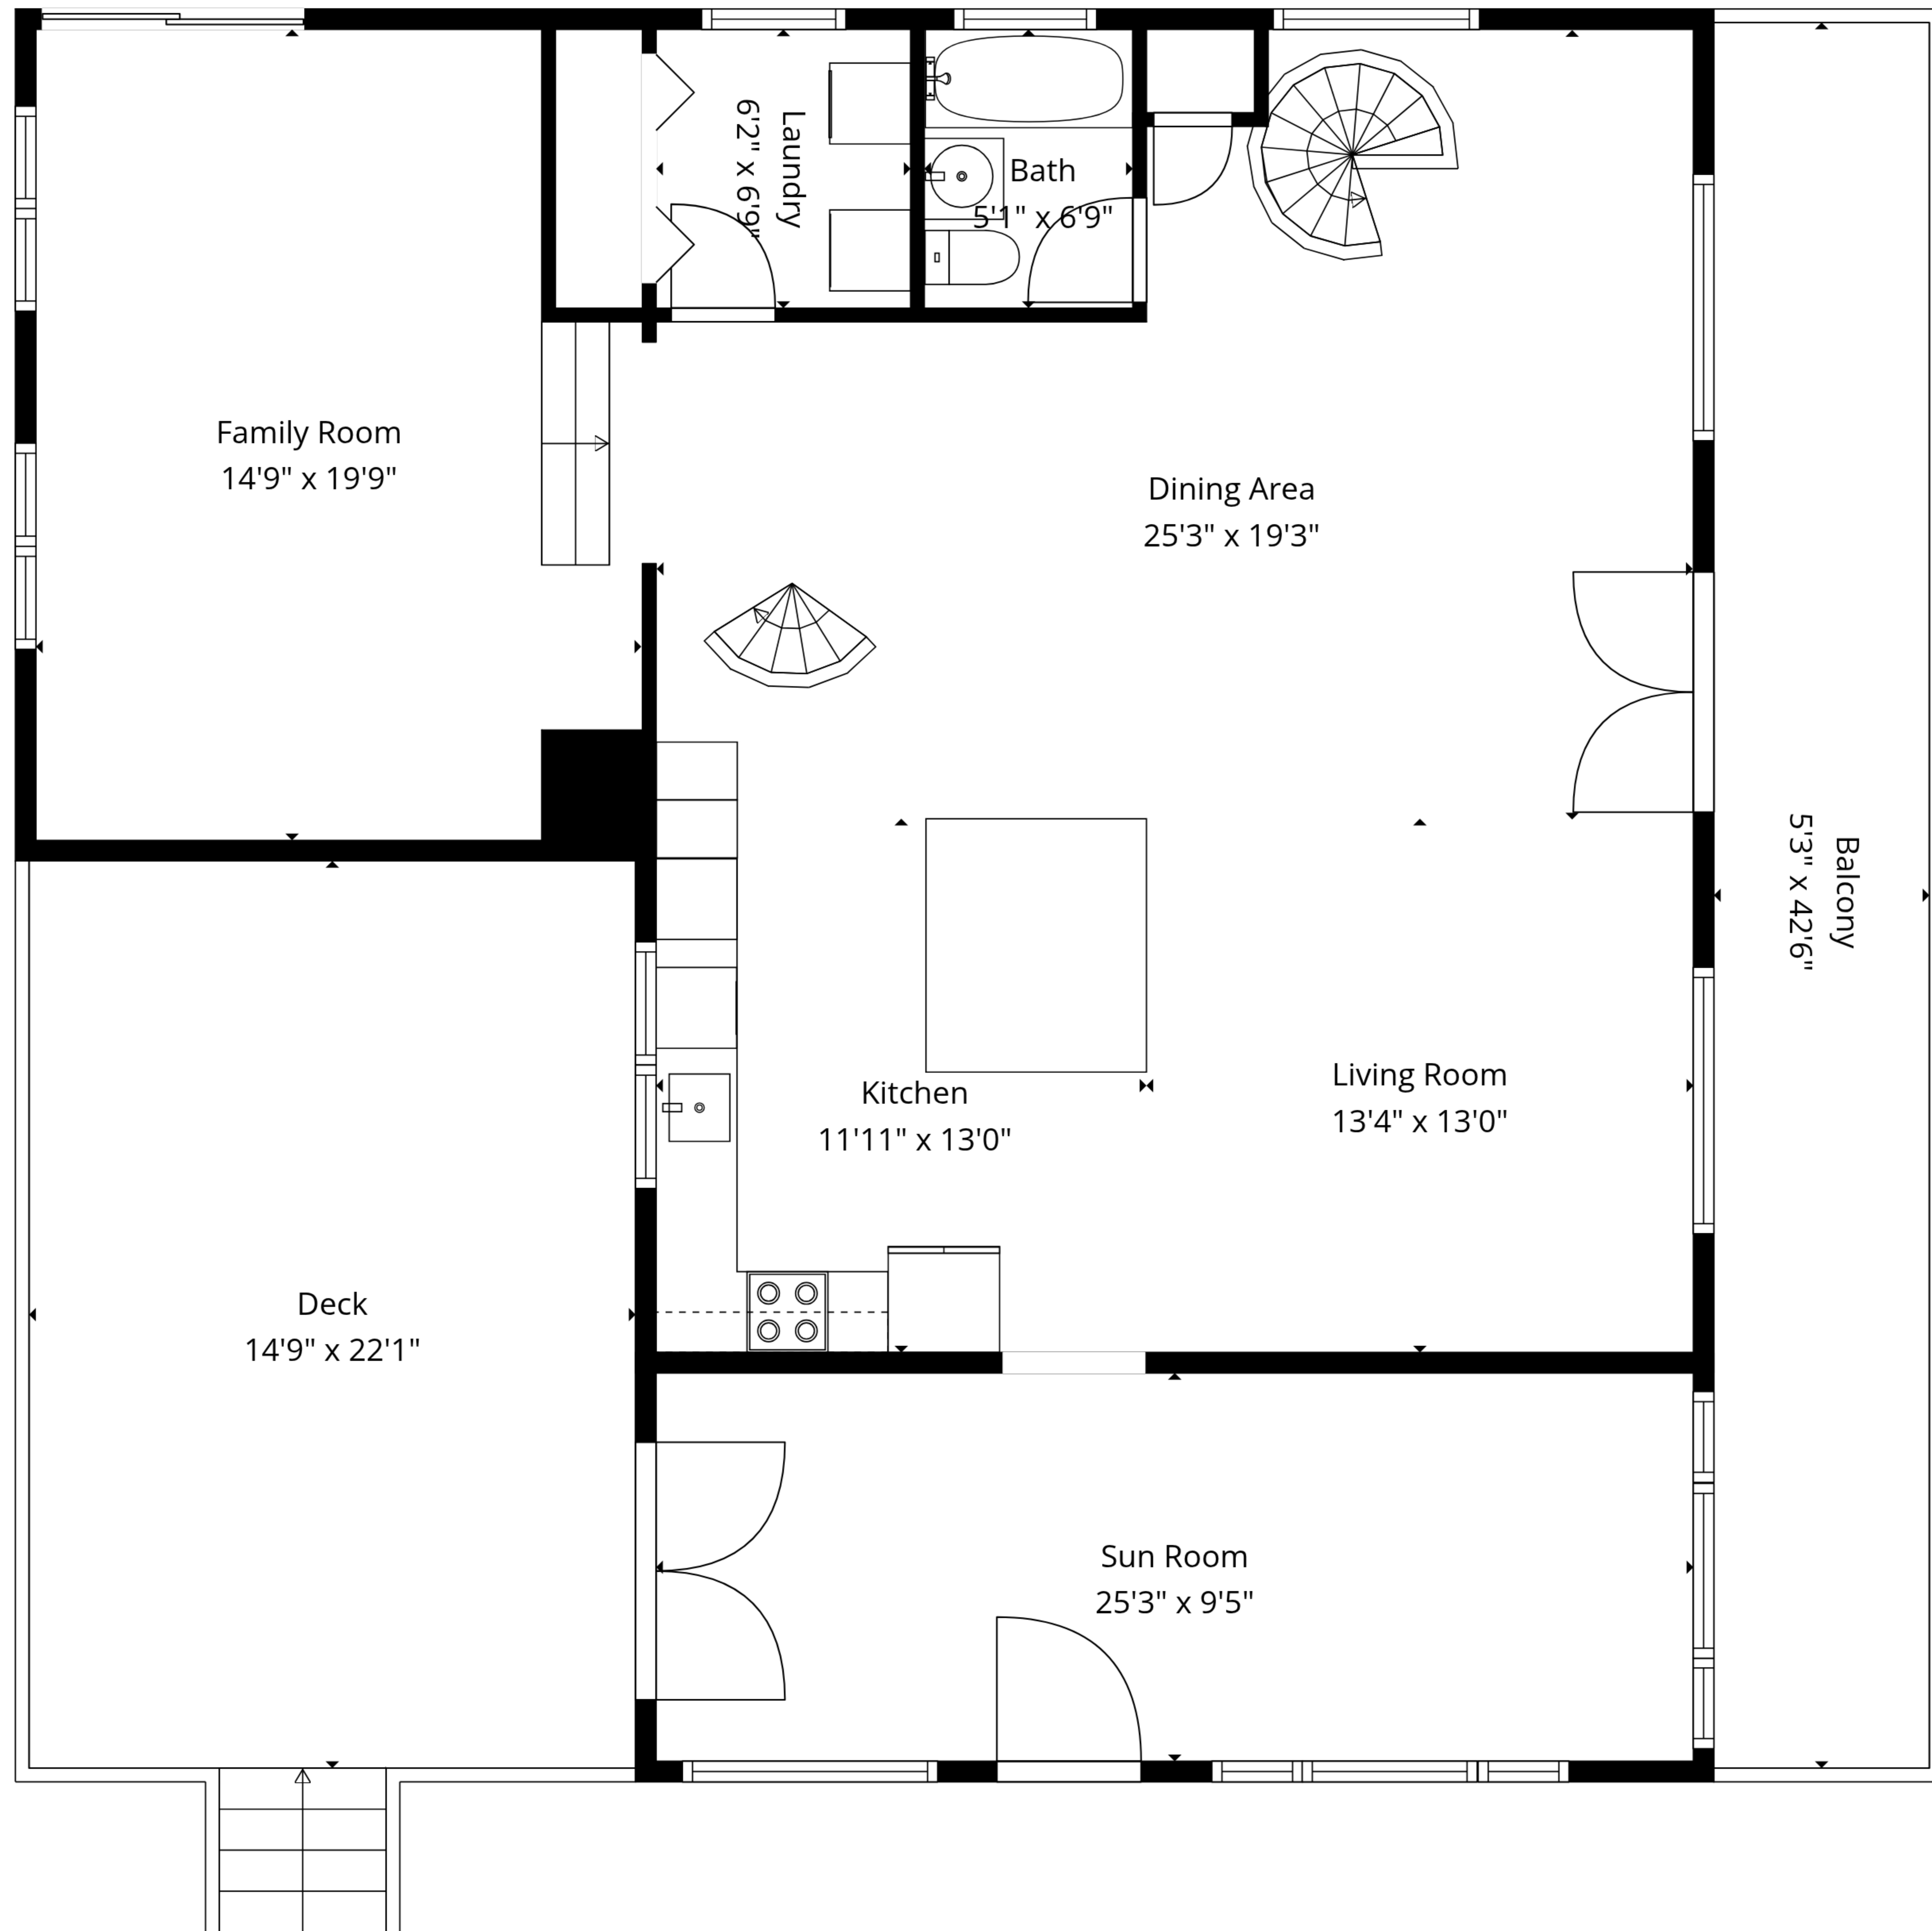 Laundry
6'2" x 6'9"
Bath
5'1" x 6'9"
Family Room
14'9" x 19'9"
Dining Area
25'3" x 19'3"
Balcony
5'3" x 42'6"
Kitchen
11'11" x 13'0"
Living Room
13'4" x 13'0"
Deck
14'9" x 22'1"
Sun Room
25'3" x 9'5"